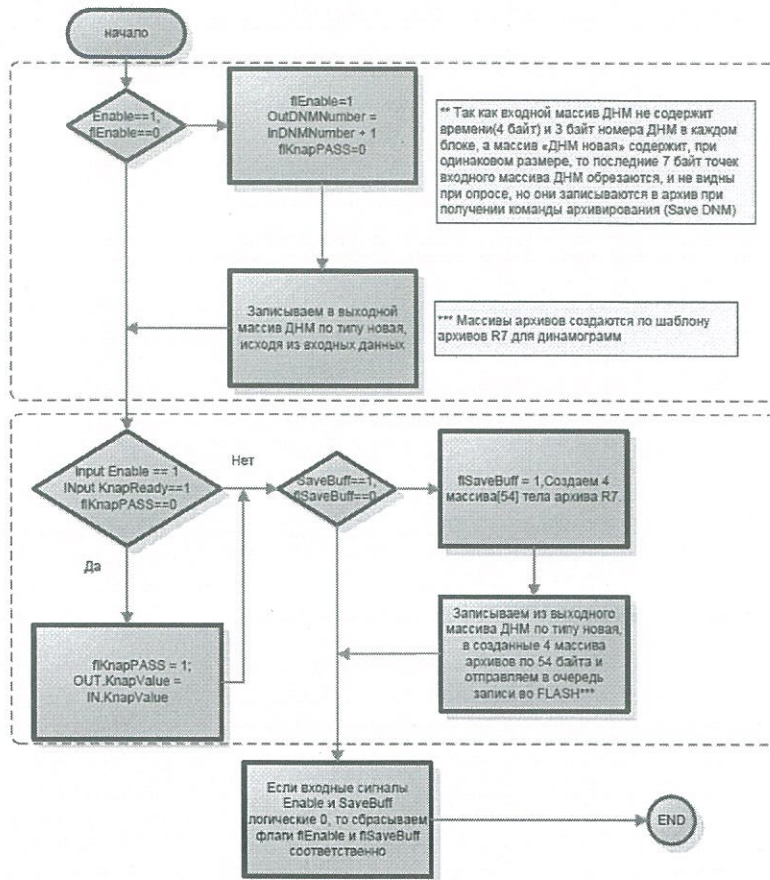 начало
Enable==1,
flEnable==0
flEnable=1
OutDNMNumber =
InDNMNumber + 1
flKnapPASS=0
** Так как входной массив ДНМ не содержит
времени(4 байт) и 3 байт номера ДНМ в каждом
блоке, а массив «ДНМ новая» содержит, при
одинаковом размере, то последние 7 байт точек
входного массива ДНМ обрезаются, и не видны
при опросе, но они записываются в архив при
получении команды архивирования (Save DNM)
Записываем в выходной
массив ДНМ по типу новая,
исходя из входных данных
*** Массивы архивов создаются по шаблону
архивов R7 для динамограмм
Input Enable == 1
INput KnapReady==1
flKnapPASS==0
Нет
SaveBuff==1,
flSaveBuff==0
flSaveBuff = 1,Создаем 4
массива[54] тела архива R7.
Да
flKnapPASS = 1;
OUT.KnapValue =
IN.KnapValue
Записываем из выходного
массива ДНМ по типу новая,
в созданные 4 массива
архивов по 54 байта и
отправляем в очередь
записи во FLASH***
Если входные сигналы
Enable и SaveBuff
логические 0, то сбрасываем
флаги flEnable и flSaveBuff
соответственно
END